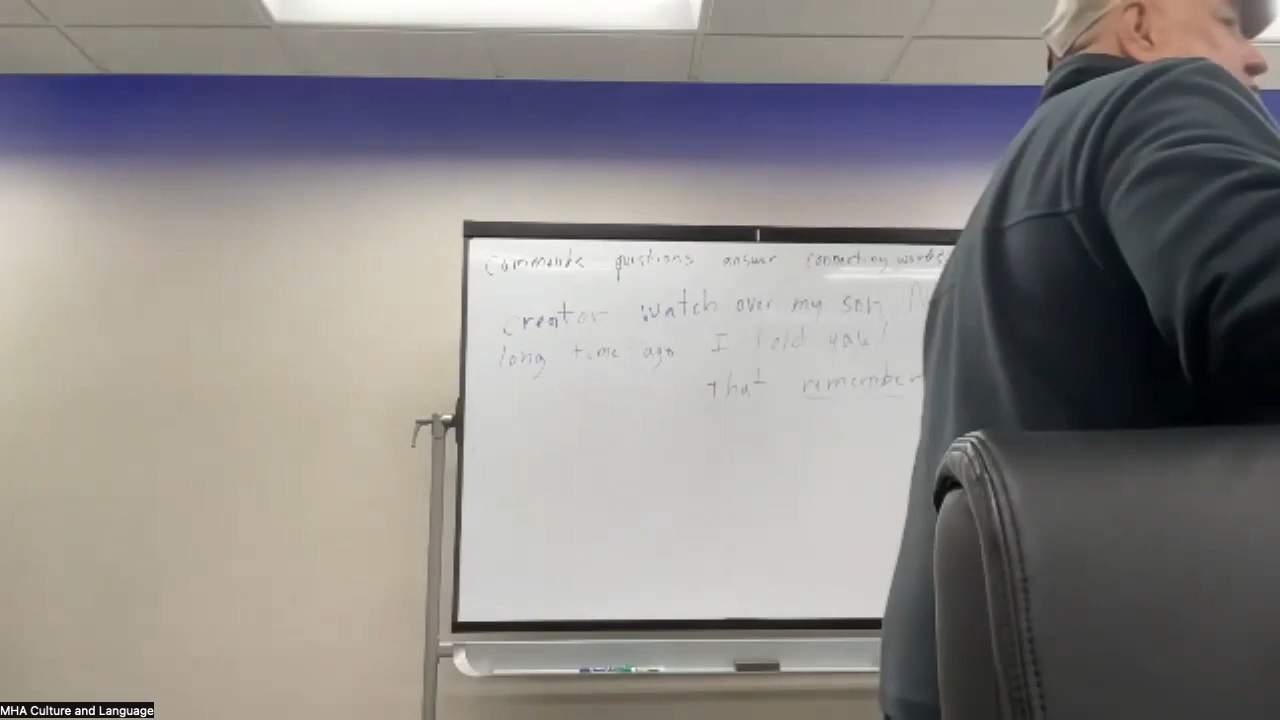 commands questions answer connecting words
creator watch over my son
long time ago I told you
that remember
MHA Culture and Language